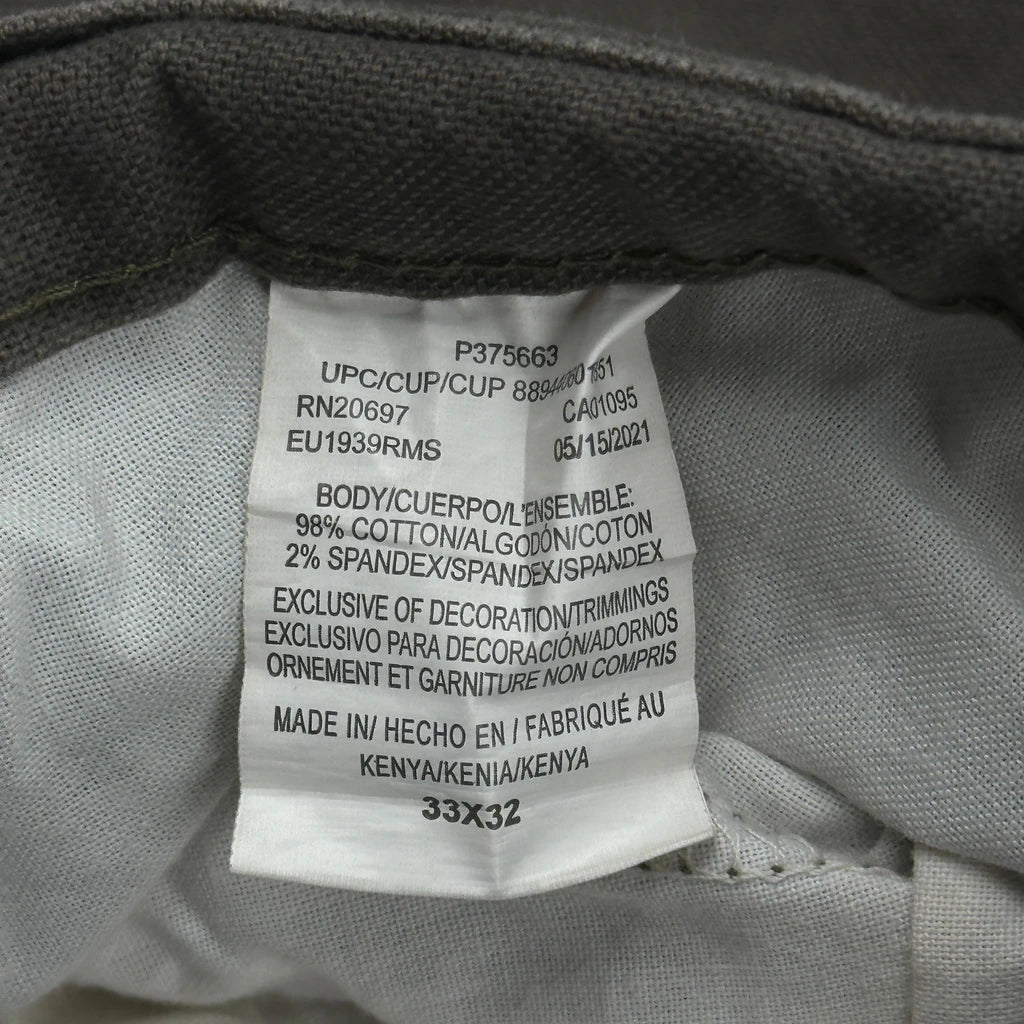 P375663
UPC/CUP/CUP
RN20697 CA01095
EU1939RMS 05/15/2021
BODY/CUERPO/L'ENSEMBLE:
98% COTTON/ALGODÓN/COTON
2% SPANDEX/SPANDEX/SPANDEX
EXCLUSIVE OF DECORATION/TRIMMINGS
EXCLUSIVO PARA DECORACIÓN/ADORNOS
ORNEMENT ET GARNITURE NON COMPRIS
MADE IN/ HECHO EN / FABRIQUÉ AU
KENYA/KENIA/KENYA
33X32